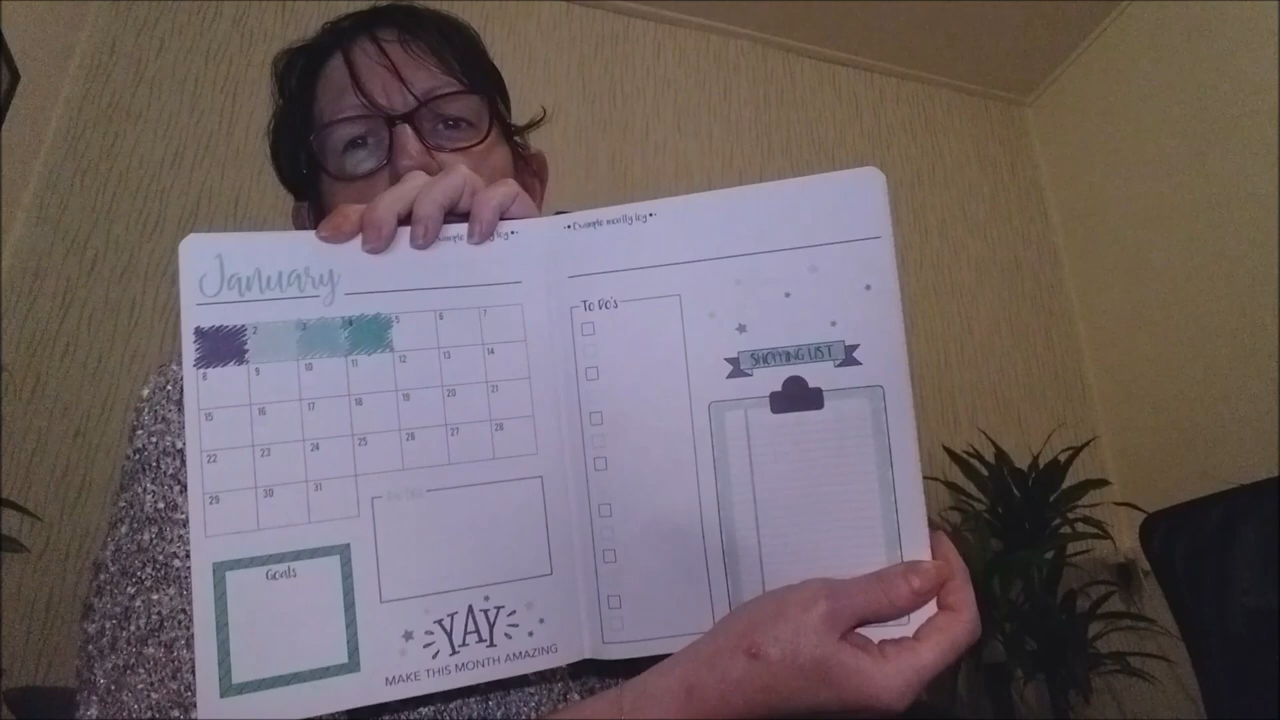 •• Example montly log ••
January
2 3 4 5 6 7
8 9 10 11 12 13 14
15 16 17 18 19 20 21
22 23 24 25 26 27 28
29 30 31
Goals
YAY
MAKE THIS MONTH AMAZING
TO DO'S
SHOPPING LIST